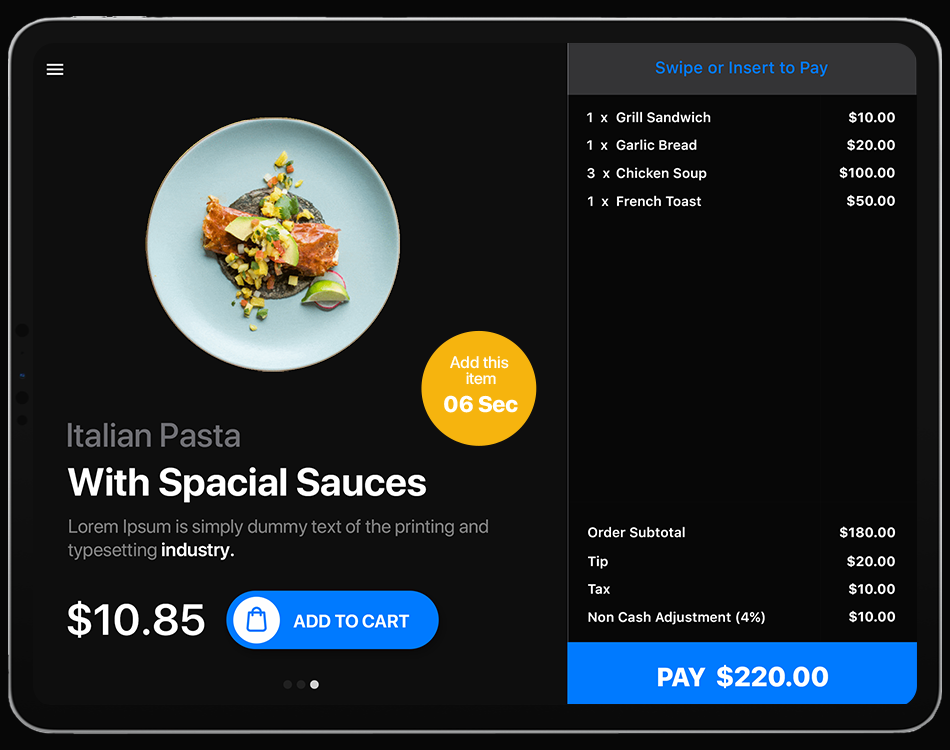 Swipe or Insert to Pay
1 x Grill Sandwich $10.00
1 x Garlic Bread $20.00
3 x Chicken Soup $100.00
1 x French Toast $50.00
Add this
item
06 Sec
Italian Pasta
With Spacial Sauces
Lorem Ipsum is simply dummy text of the printing and
typesetting industry.
$10.85 ADD TO CART
Order Subtotal $180.00
Tip $20.00
Tax $10.00
Non Cash Adjustment (4%) $10.00
PAY $220.00